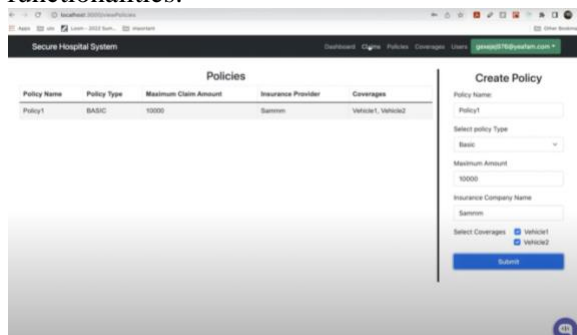 functionalities.
localhost:3000/viewPolicies
Apps
Important
Other Bookma
Secure Hospital System
Dashboard Claims Policies Coverages Users
Policies
Policy Name Policy Type Maximum Claim Amount Insurance Provider Coverages
Policy1 BASIC 10000 Sammm Vehicle1, Vehicle2
Create Policy
Policy Name:
Policy1
Select policy Type
Basic
Maximum Amount
10000
Insurance Company Name
Sammm
Select Coverages Vehicle1
Vehicle2
Submit